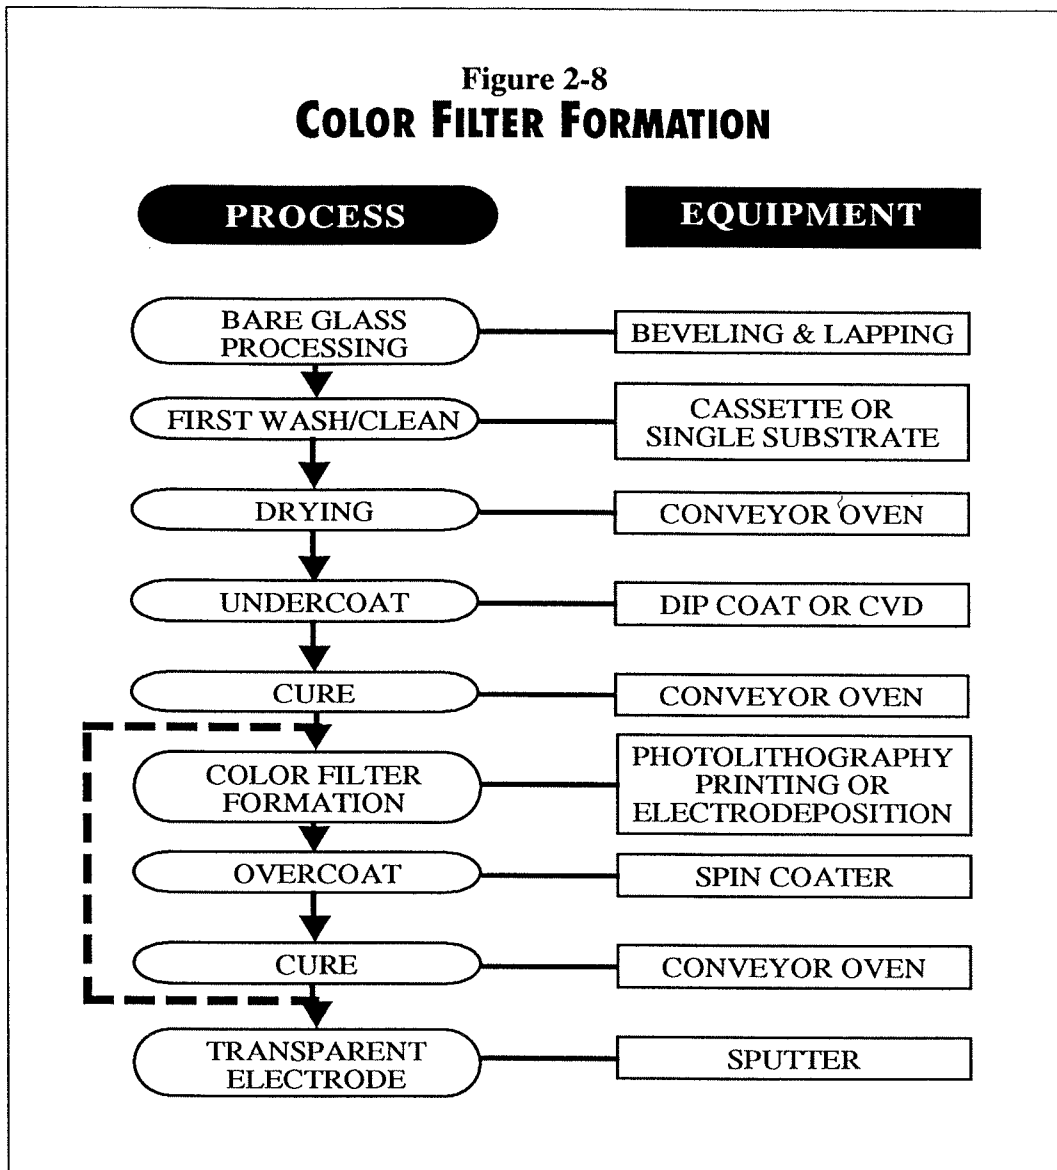 Figure 2-8
COLOR FILTER FORMATION
PROCESS
EQUIPMENT
BARE GLASS
PROCESSING
BEVELING & LAPPING
FIRST WASH/CLEAN
CASSETTE OR
SINGLE SUBSTRATE
DRYING
CONVEYOR OVEN
UNDERCOAT
DIP COAT OR CVD
CURE
CONVEYOR OVEN
COLOR FILTER
FORMATION
PHOTOLITHOGRAPHY
PRINTING OR
ELECTRODEPOSITION
OVERCOAT
SPIN COATER
CURE
CONVEYOR OVEN
TRANSPARENT
ELECTRODE
SPUTTER